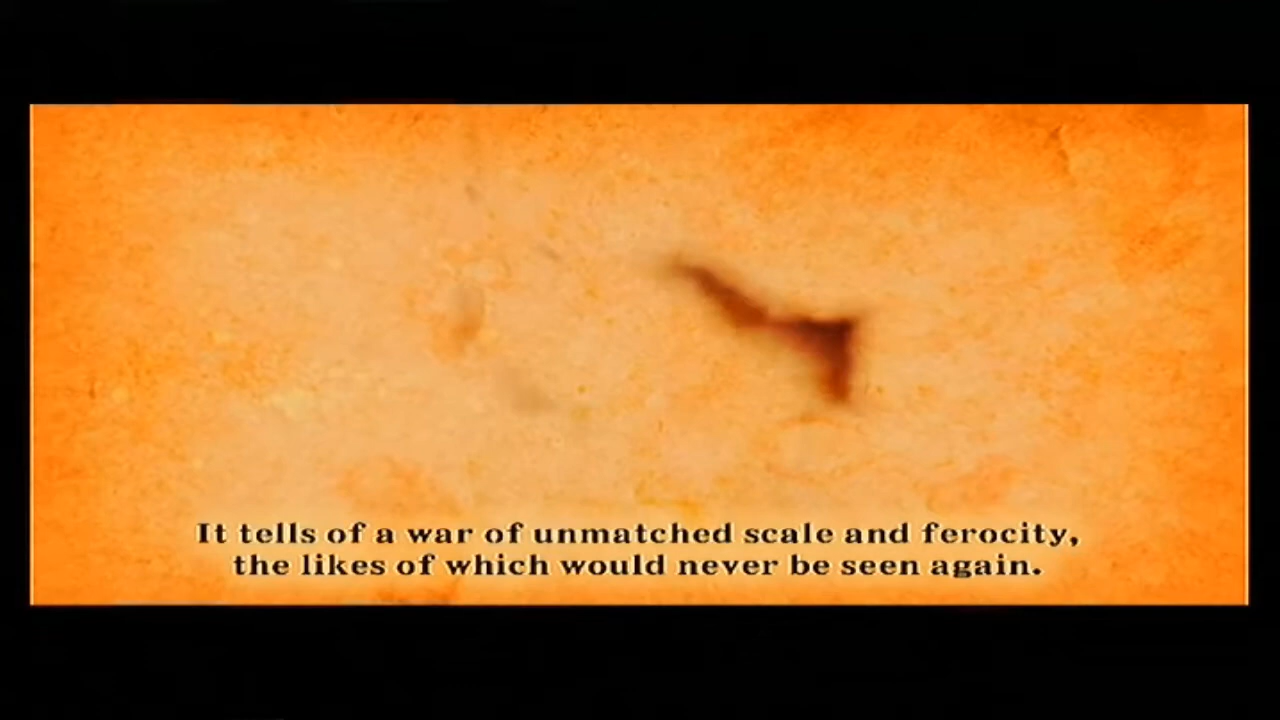 It tells of a war of unmatched scale and ferocity,
the likes of which would never be seen again.